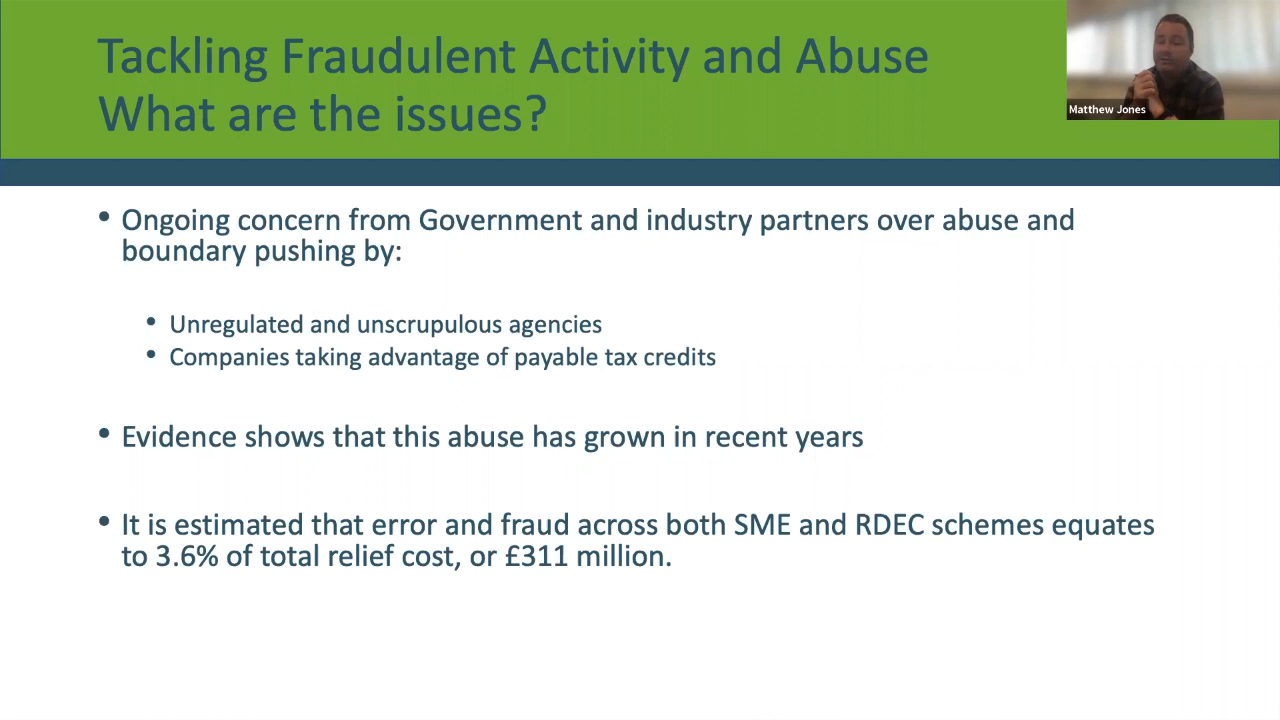 Tackling Fraudulent Activity and Abuse
What are the issues?
Matthew Jones
• Ongoing concern from Government and industry partners over abuse and
boundary pushing by:
• Unregulated and unscrupulous agencies
• Companies taking advantage of payable tax credits
• Evidence shows that this abuse has grown in recent years
• It is estimated that error and fraud across both SME and RDEC schemes equates
to 3.6% of total relief cost, or £311 million.